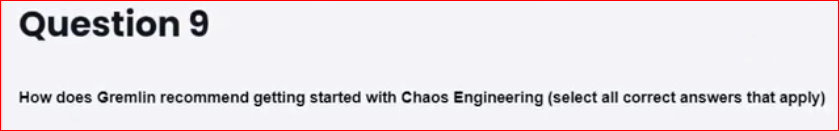 Question 9
How does Gremlin recommend getting started with Chaos Engineering (select all correct answers that apply)